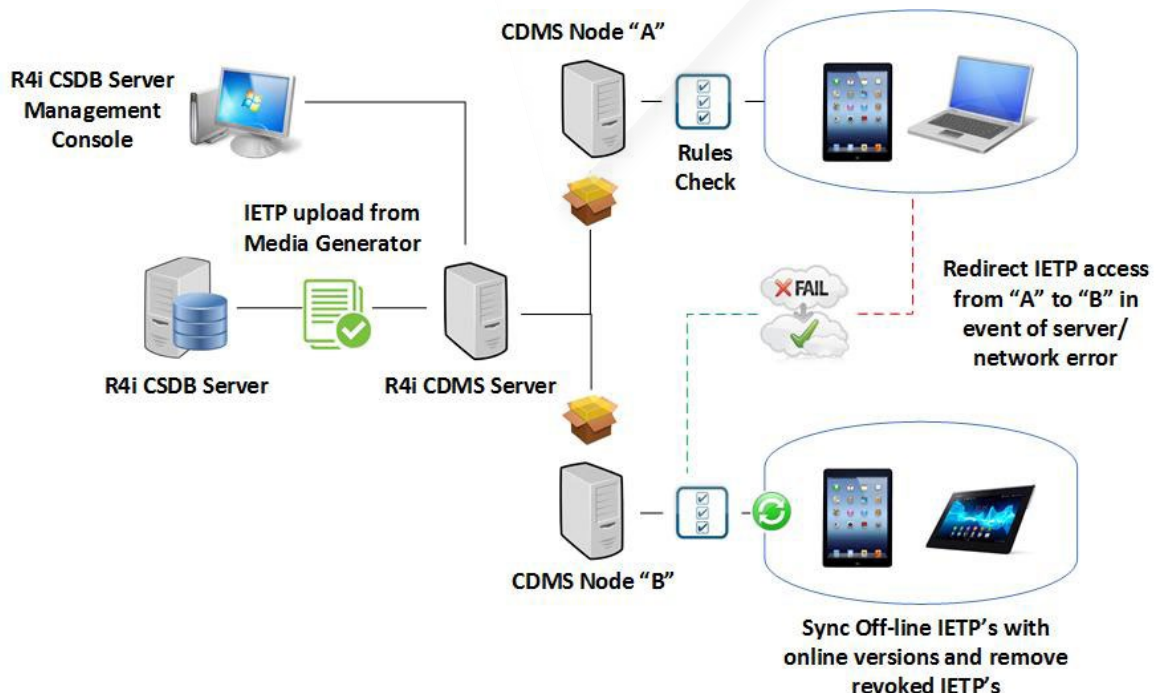 CDMS Node “A”
R4i CSDB Server
Management
Console
Rules
Check
IETP upload from
Media Generator
FAIL
Redirect IETP access
from “A” to “B” in
event of server/
network error
R4i CSDB Server
R4i CDMS Server
CDMS Node “B”
Sync Off-line IETP’s with
online versions and remove
revoked IETP’s